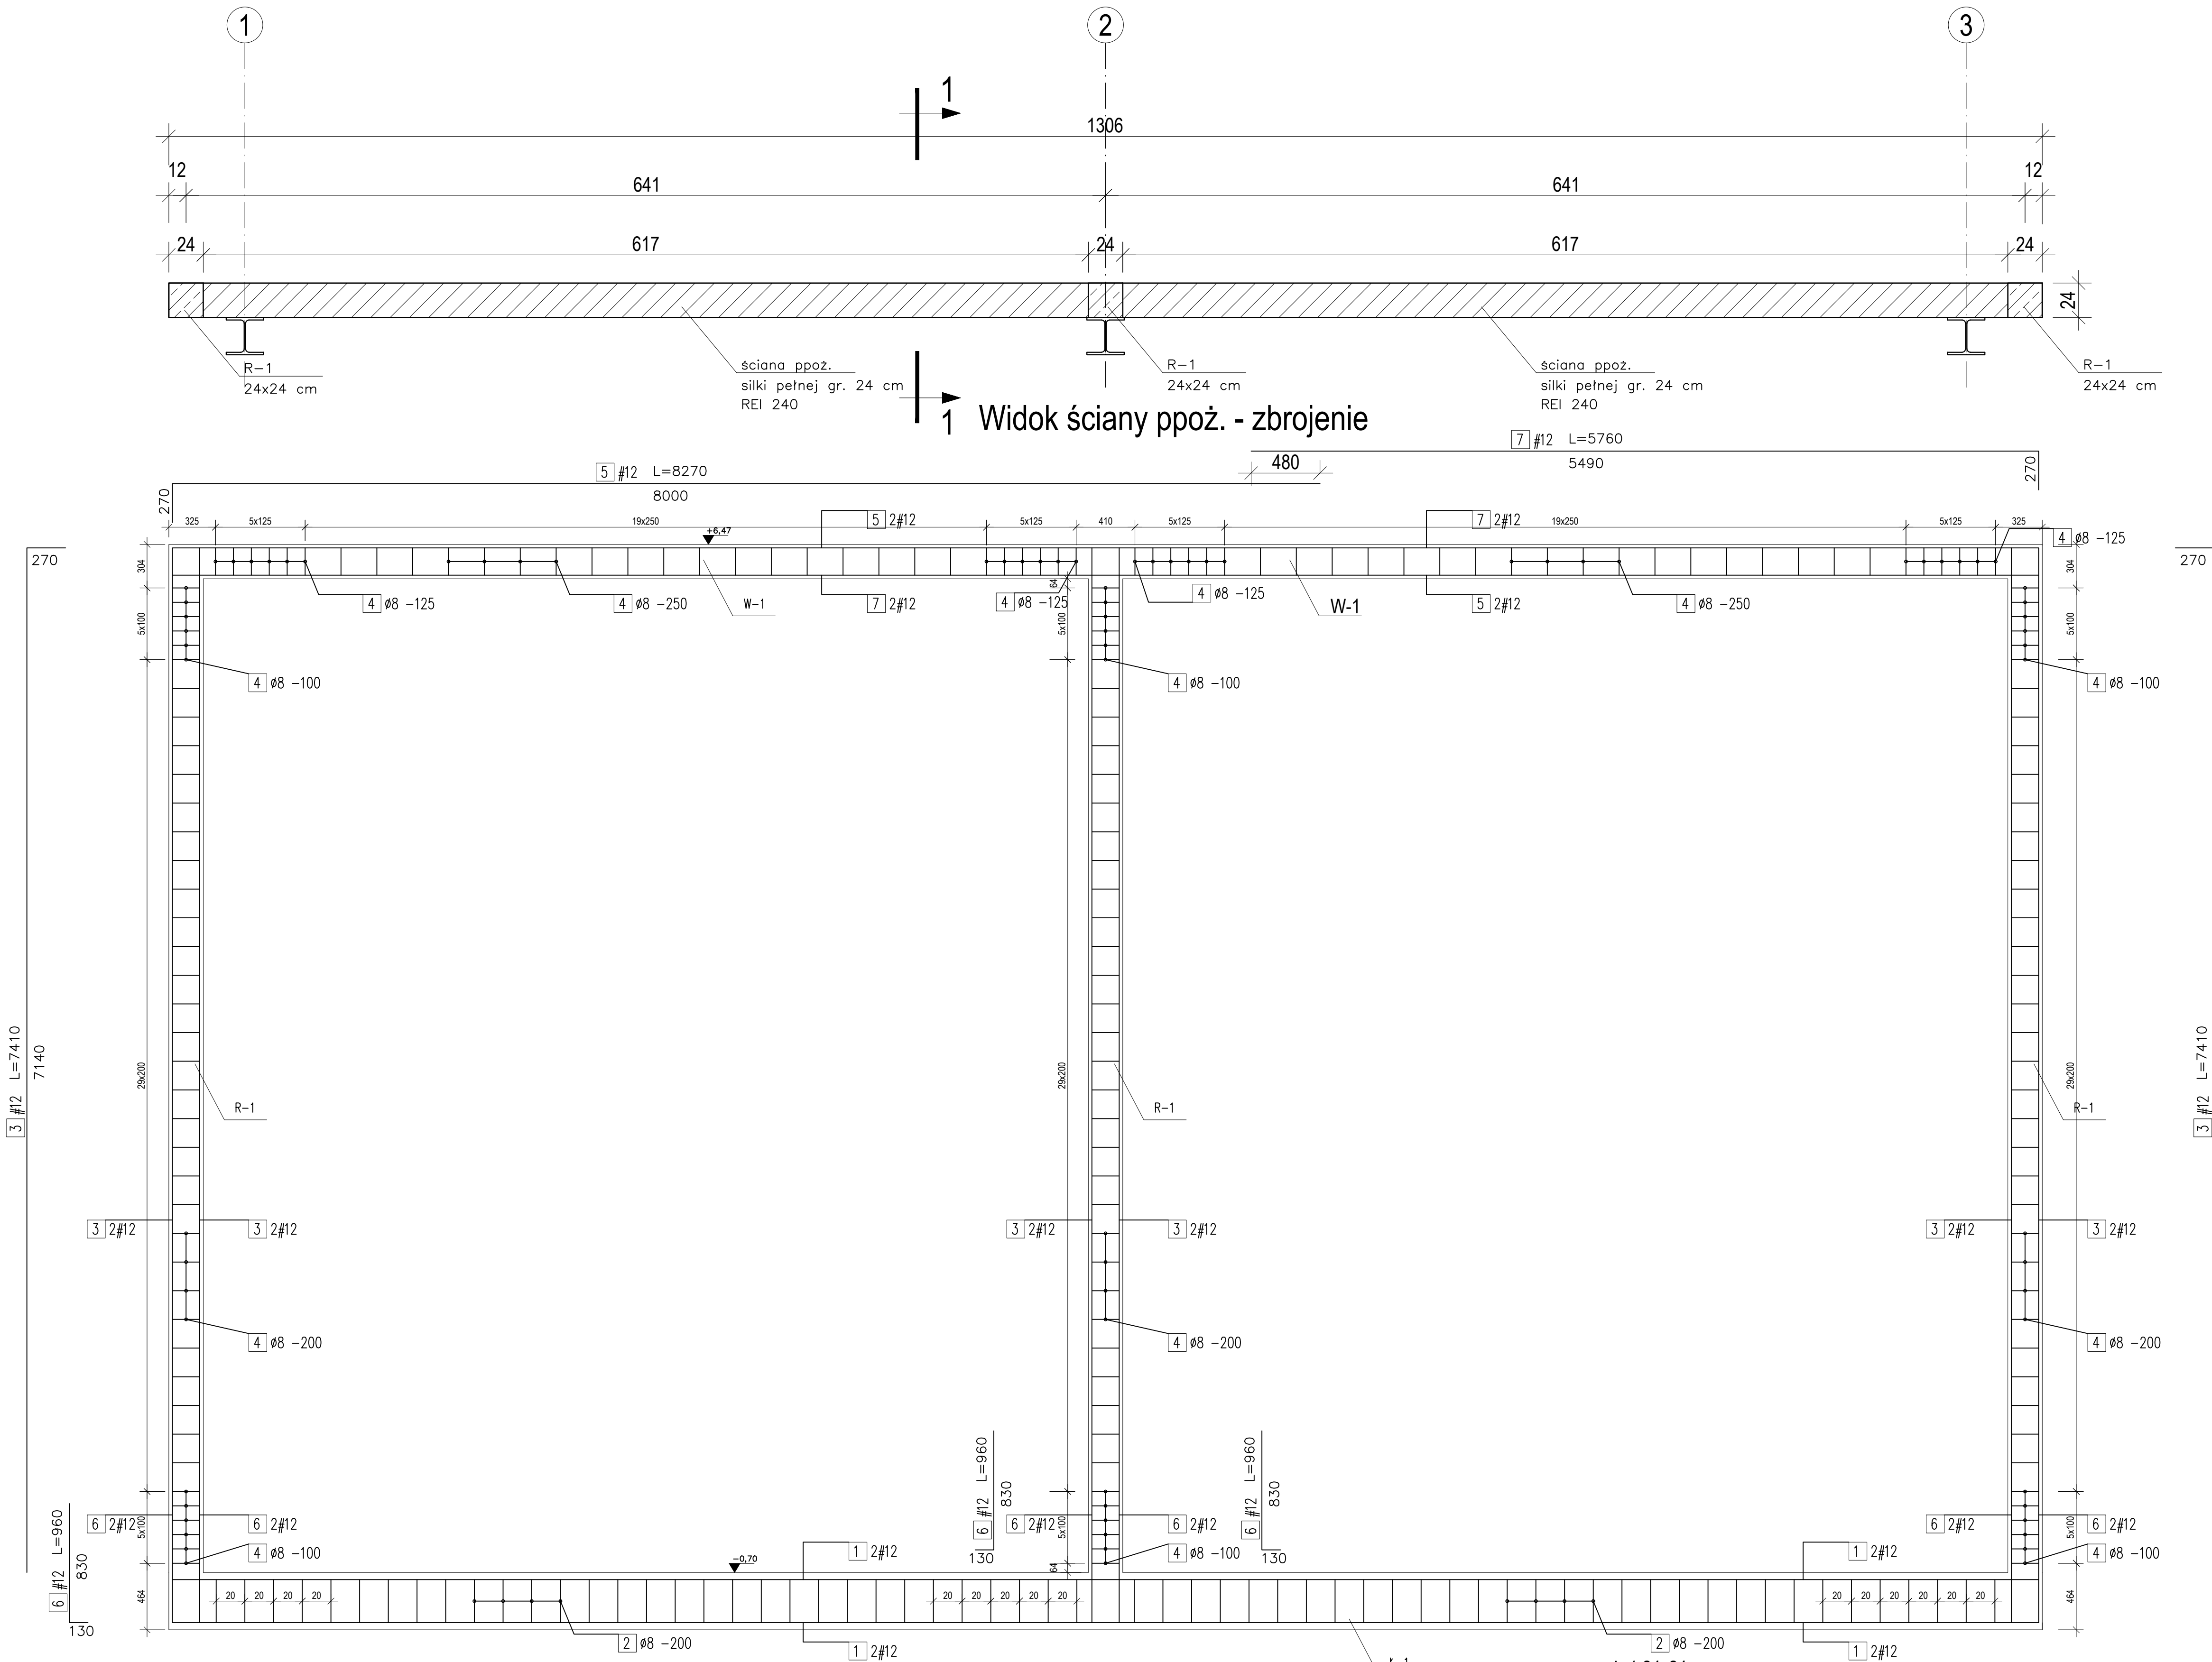 1 2 3
1
1306
12 641 641 12
24 617 24 617 24
24
R-1
24x24 cm
ściana ppoż.
silki pełnej gr. 24 cm
REI 240
R-1
24x24 cm
ściana ppoż.
silki pełnej gr. 24 cm
REI 240
R-1
24x24 cm
1
Widok ściany ppoż. - zbrojenie
7 #12 L=5760
5490
270
480
5 #12 L=8270
8000
270
325 5x125 19x250 5x125 410 5x125 19x250 5x125 325
+6,47
5 2#12
7 2#12
4 ø8 -125
270
304
5x100
4 ø8 -125
4 ø8 -250
W-1
7 2#12
4 ø8 -125
64
5x100
4 ø8 -125
W-1
5 2#12
4 ø8 -250
304
5x100
270
4 ø8 -100
4 ø8 -100
4 ø8 -100
3 #12 L=7410
7140
29x200
R-1
29x200
R-1
29x200
R-1
3 #12 L=7410
3 2#12
3 2#12
3 2#12
3 2#12
3 2#12
3 2#12
4 ø8 -200
4 ø8 -200
4 ø8 -200
6 #12 L=960
830
130
6 #12 L=960
830
130
6 #12 L=960
830
130
6 2#12
5x100
6 2#12
6 2#12
5x100
6 2#12
6 2#12
5x100
6 2#12
4 ø8 -100
4 ø8 -100
4 ø8 -100
-0,70
1 2#12
1 2#12
464
64
464
20 20 20 20 20 20 20 20 20 20 20 20 20 20 20
2 ø8 -200
1 2#12
2 ø8 -200
1 2#12